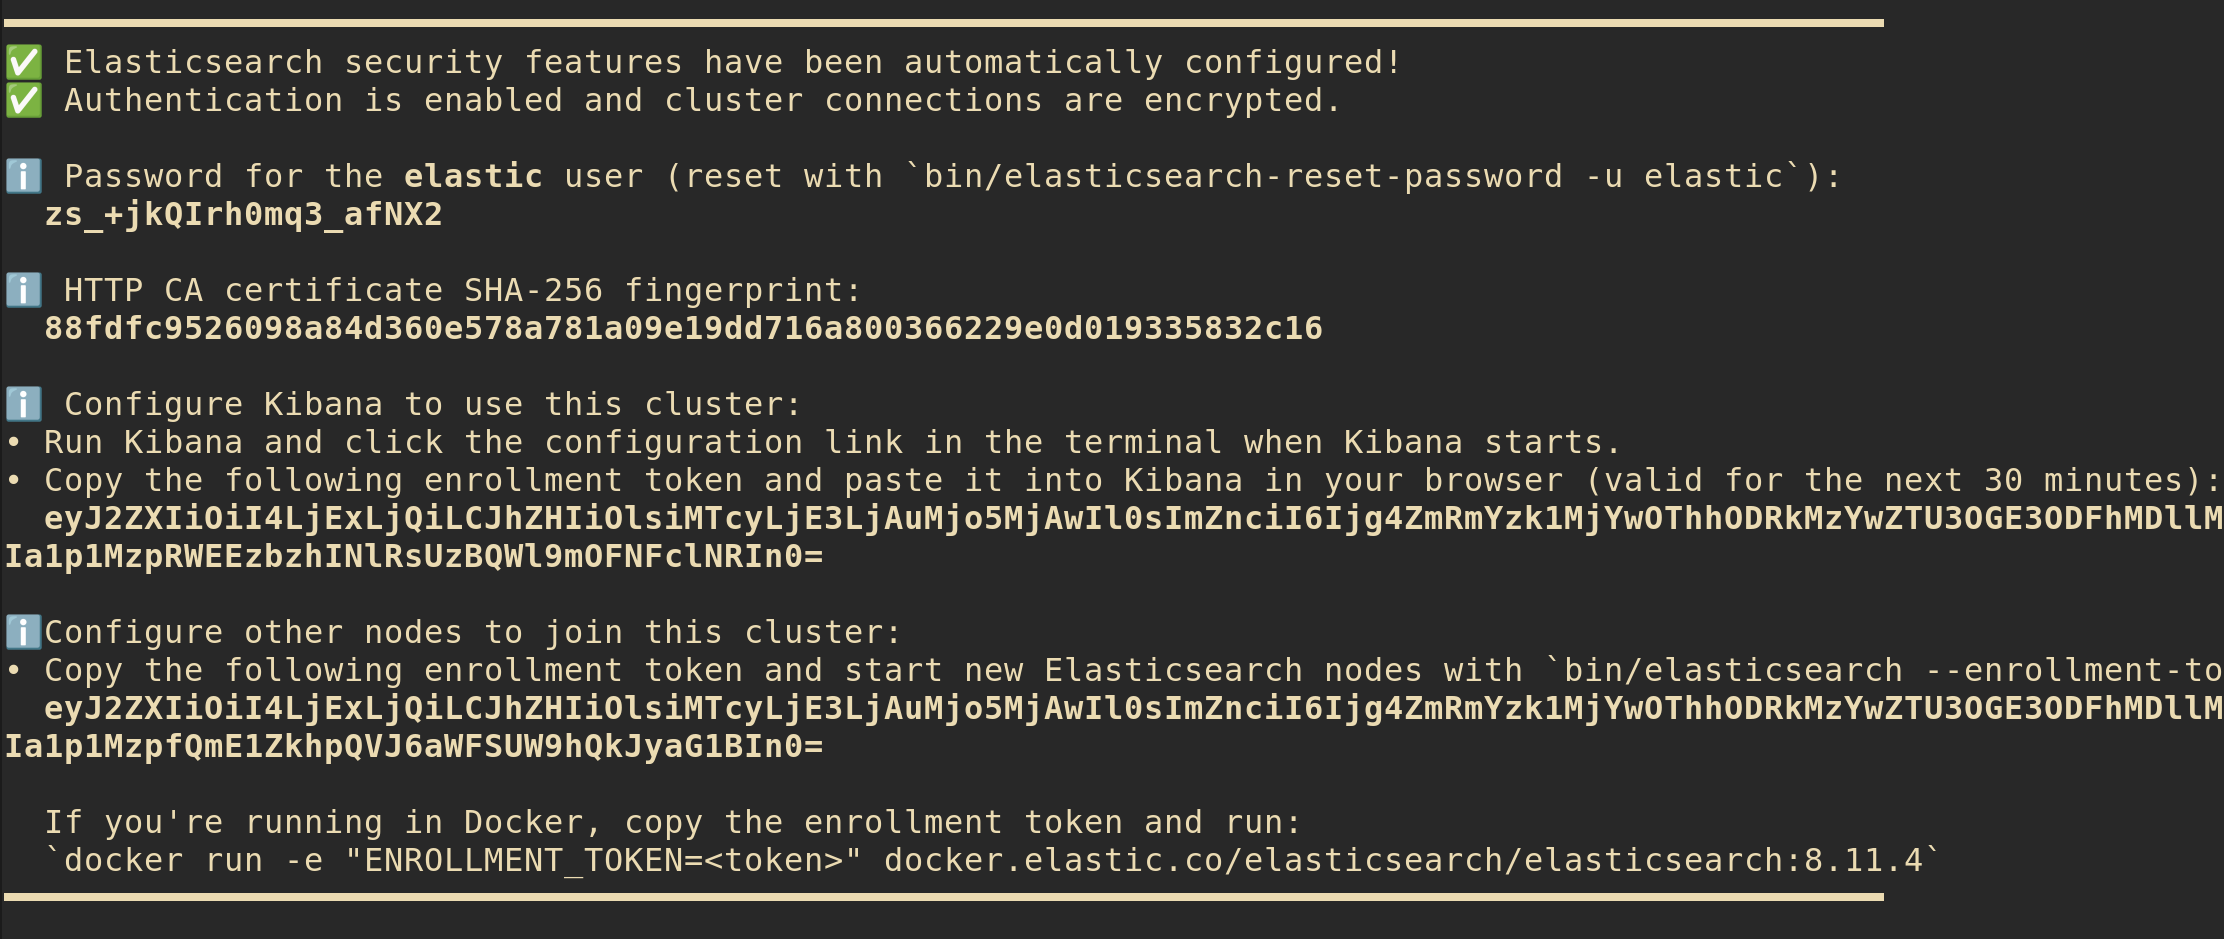 ✅ Elasticsearch security features have been automatically configured!
✅ Authentication is enabled and cluster connections are encrypted.
ℹ️ Password for the elastic user (reset with `bin/elasticsearch-reset-password -u elastic`):
zs_+jkQIrh0mq3_afNX2
ℹ️ HTTP CA certificate SHA-256 fingerprint:
88fdfc9526098a84d360e578a781a09e19dd716a800366229e0d019335832c16
ℹ️ Configure Kibana to use this cluster:
• Run Kibana and click the configuration link in the terminal when Kibana starts.
• Copy the following enrollment token and paste it into Kibana in your browser (valid for the next 30 minutes):
eyJ2ZXIiOiI4LjExLjQiLCJhZHIiOlsiMTcyLjE3LjAuMjo5MjAwIl0sImZnciI6Ijg4ZmRmYzk1MjYwOThhODRkMzYwZTU3OGE3ODFhMDllM
Ia1p1MzpRWEEzbzhINlRsUzBQWl9mOFNFclNRIn0=
ℹ️Configure other nodes to join this cluster:
• Copy the following enrollment token and start new Elasticsearch nodes with `bin/elasticsearch --enrollment-to
eyJ2ZXIiOiI4LjExLjQiLCJhZHIiOlsiMTcyLjE3LjAuMjo5MjAwIl0sImZnciI6Ijg4ZmRmYzk1MjYwOThhODRkMzYwZTU3OGE3ODFhMDllM
Ia1p1MzpfQmE1ZkhpQVJ6aWFSUW9hQkJyaG1BIn0=
If you're running in Docker, copy the enrollment token and run:
`docker run -e "ENROLLMENT_TOKEN=<token>" docker.elastic.co/elasticsearch/elasticsearch:8.11.4`